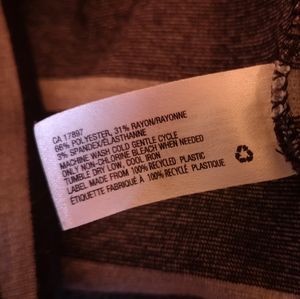 CA 17897
66% POLYESTER, 31% RAYON/RAYONNE
3% SPANDEX/ELASTHANNE
MACHINE WASH COLD GENTLE CYCLE
ONLY NON-CHLORINE BLEACH WHEN NEEDED
TUMBLE DRY LOW, COOL IRON
LABEL MADE FROM 100% RECYCLED PLASTIC
ÉTIQUETTE FABRIQUÉ À 100% RECYCLÉ PLASTIQUE